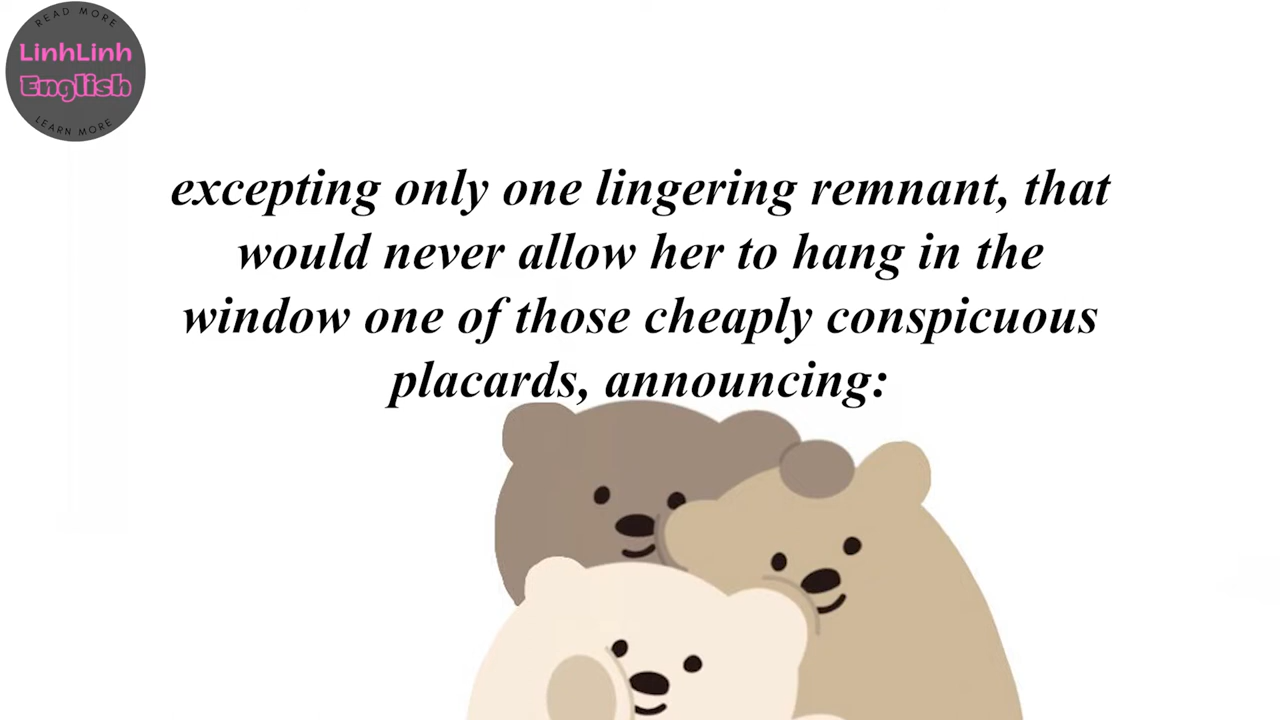 READ MORE
LinhLinh
English
LEARN MORE
excepting only one lingering remnant, that
would never allow her to hang in the
window one of those cheaply conspicuous
placards, announcing: